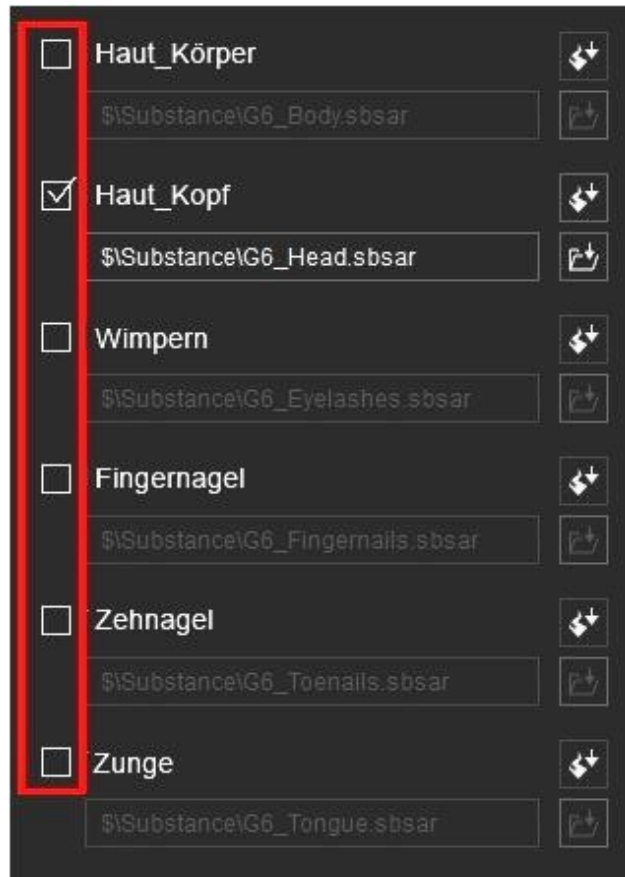 Haut_Körper
$\Substance\G6_Body.sbsar
Haut_Kopf
$\Substance\G6_Head.sbsar
Wimpern
$\Substance\G6_Eyelashes.sbsar
Fingernagel
$\Substance\G6_Fingernails.sbsar
Zehnagel
$\Substance\G6_Toenails.sbsar
Zunge
$\Substance\G6_Tongue.sbsar